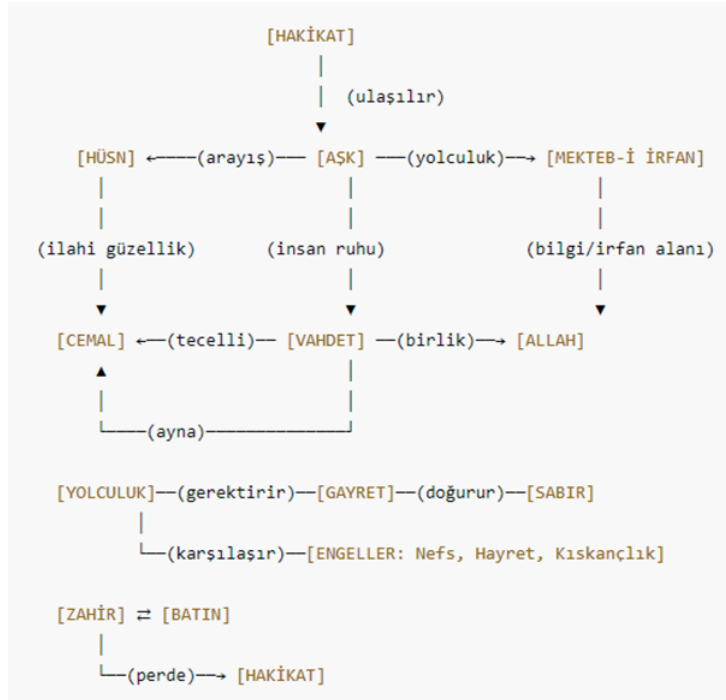 [HAKİKAT]
(ulaşılır)
[HÜSN] ←──(arayış)── [AŞK] ──(yolculuk)─→ [MEKTEB-İ İRFAN]
(ilahi güzellik) (insan ruhu) (bilgi/irfan alanı)
[CEMAL] ←─(tecelli)─ [VAHDET] ─(birlik)─→ [ALLAH]
(ayna)
[YOLCULUK]──(gerektirir)──[GAYRET]──(doğurur)──[SABIR]
└─(karşılaşır)─[ENGELLER: Nefs, Hayret, Kıskançlık]
[ZAHİR] ⇄ [BATIN]
└─(perde)─→ [HAKİKAT]